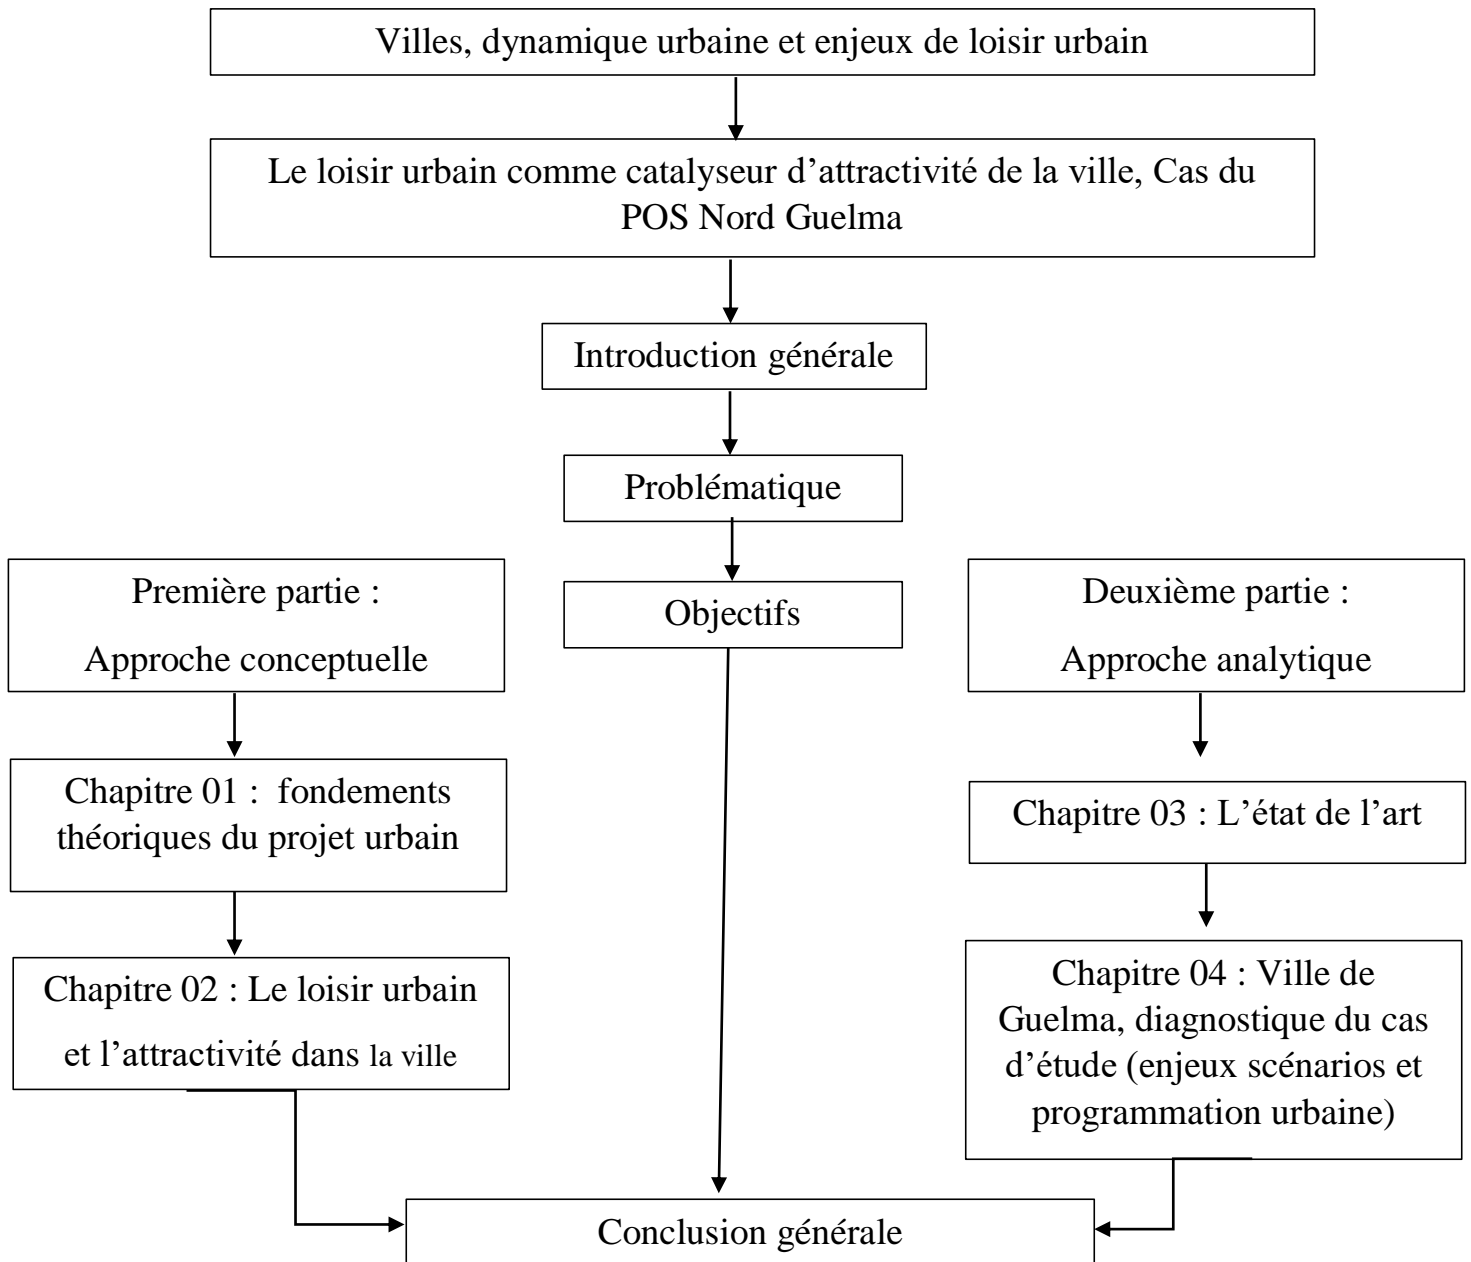 Villes, dynamique urbaine et enjeux de loisir urbain
Le loisir urbain comme catalyseur d’attractivité de la ville, Cas du
POS Nord Guelma
Introduction générale
Problématique
Objectifs
Première partie :
Approche conceptuelle
Chapitre 01 : fondements
théoriques du projet urbain
Chapitre 02 : Le loisir urbain
et l’attractivité dans la ville
Deuxième partie :
Approche analytique
Chapitre 03 : L’état de l’art
Chapitre 04 : Ville de
Guelma, diagnostique du cas
d’étude (enjeux scénarios et
programmation urbaine)
Conclusion générale